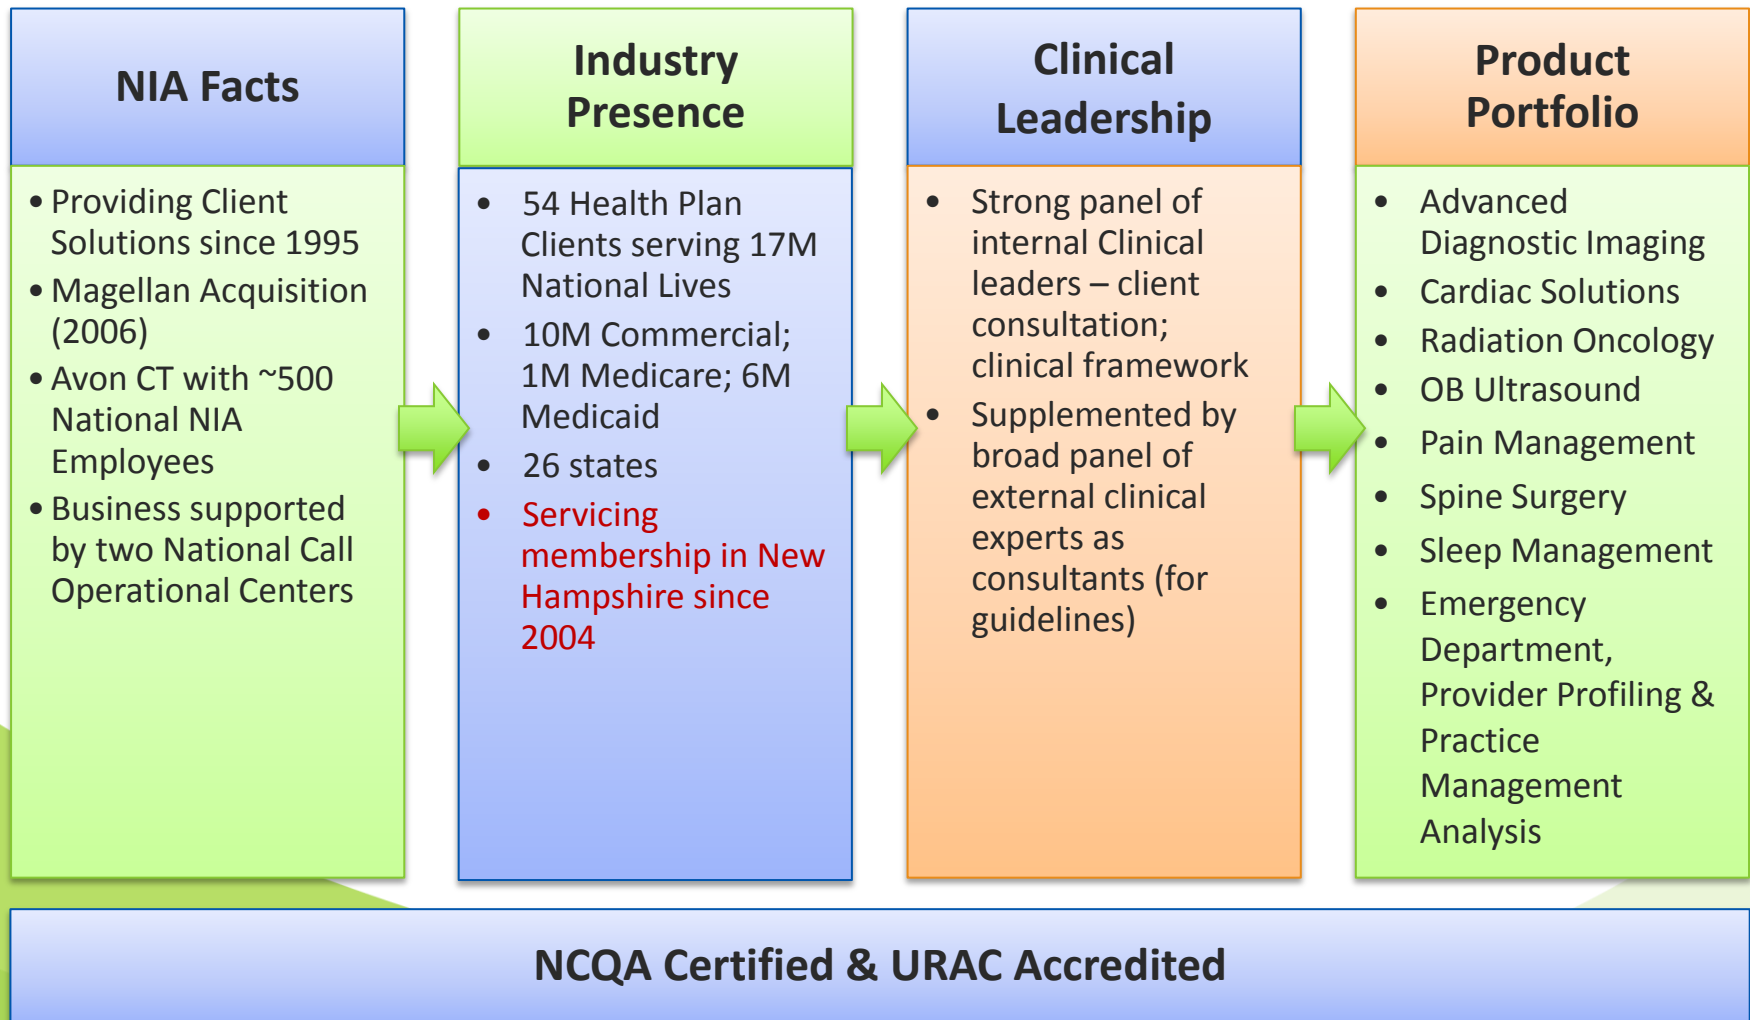 NIA Facts
• Providing Client
Solutions since 1995
• Magellan Acquisition
(2006)
• Avon CT with ~500
National NIA
Employees
• Business supported
by two National Call
Operational Centers
Industry
Presence
• 54 Health Plan
Clients serving 17M
National Lives
• 10M Commercial;
1M Medicare; 6M
Medicaid
• 26 states
• Servicing
membership in New
Hampshire since
2004
Clinical
Leadership
• Strong panel of
internal Clinical
leaders – client
consultation;
clinical framework
• Supplemented by
broad panel of
external clinical
experts as
consultants (for
guidelines)
Product
Portfolio
• Advanced
Diagnostic Imaging
• Cardiac Solutions
• Radiation Oncology
• OB Ultrasound
• Pain Management
• Spine Surgery
• Sleep Management
• Emergency
Department,
Provider Profiling &
Practice
Management
Analysis
NCQA Certified & URAC Accredited